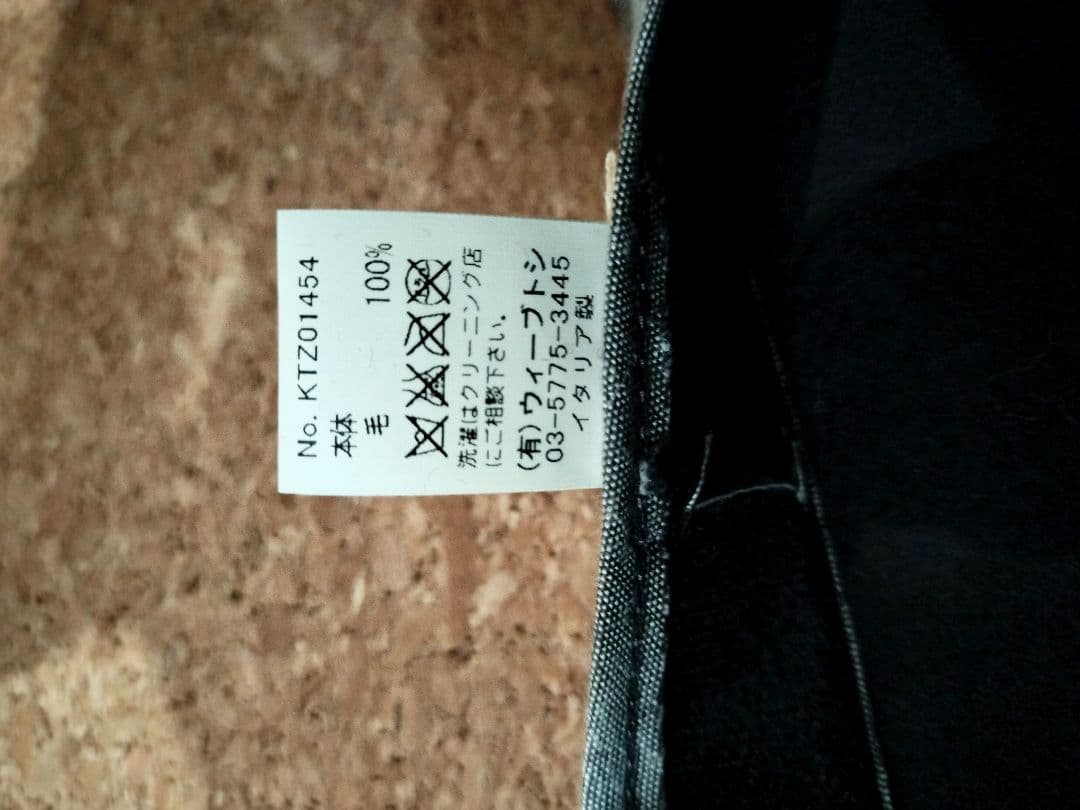 No. KTZ01454
本体
毛 100%
洗濯はクリーニング店
にご相談下さい。
(有)ウィーブトシ
03-5775-3445
イタリア製